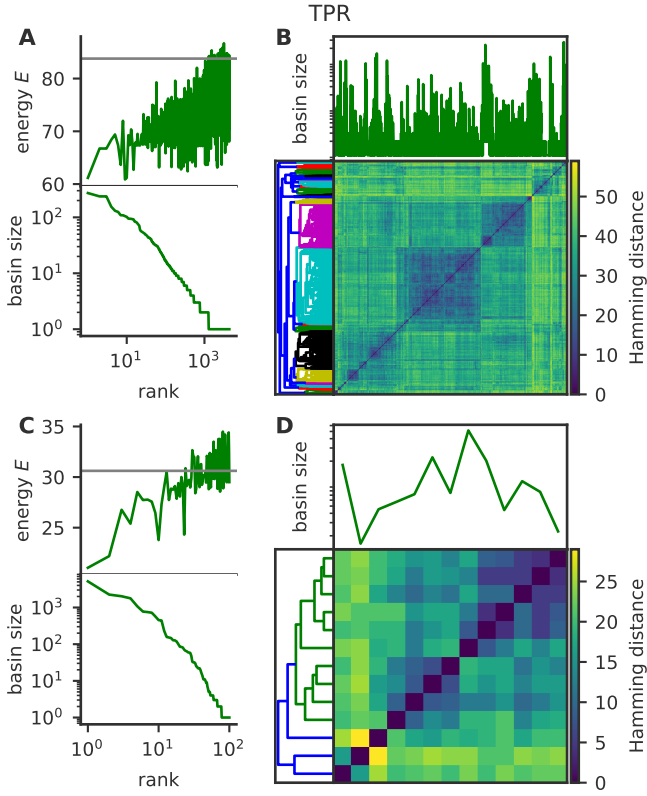 TPR
A
B
energy E
80
70
60
basin size
10²
10¹
10⁰
10¹
10³
rank
basin size
Hamming distance
50
40
30
20
10
0
C
D
energy E
35
30
25
basin size
10³
10²
10¹
10⁰
10⁰
10¹
10²
rank
basin size
Hamming distance
25
20
15
10
5
0